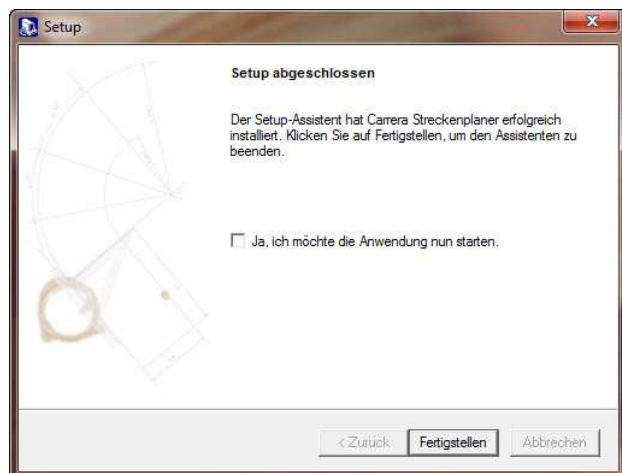 Setup
Setup abgeschlossen
Der Setup-Assistent hat Carrera Streckenplaner erfolgreich
installiert. Klicken Sie auf Fertigstellen, um den Assistenten zu
beenden.
Ja, ich möchte die Anwendung nun starten.
< Zurück
Fertigstellen
Abbrechen